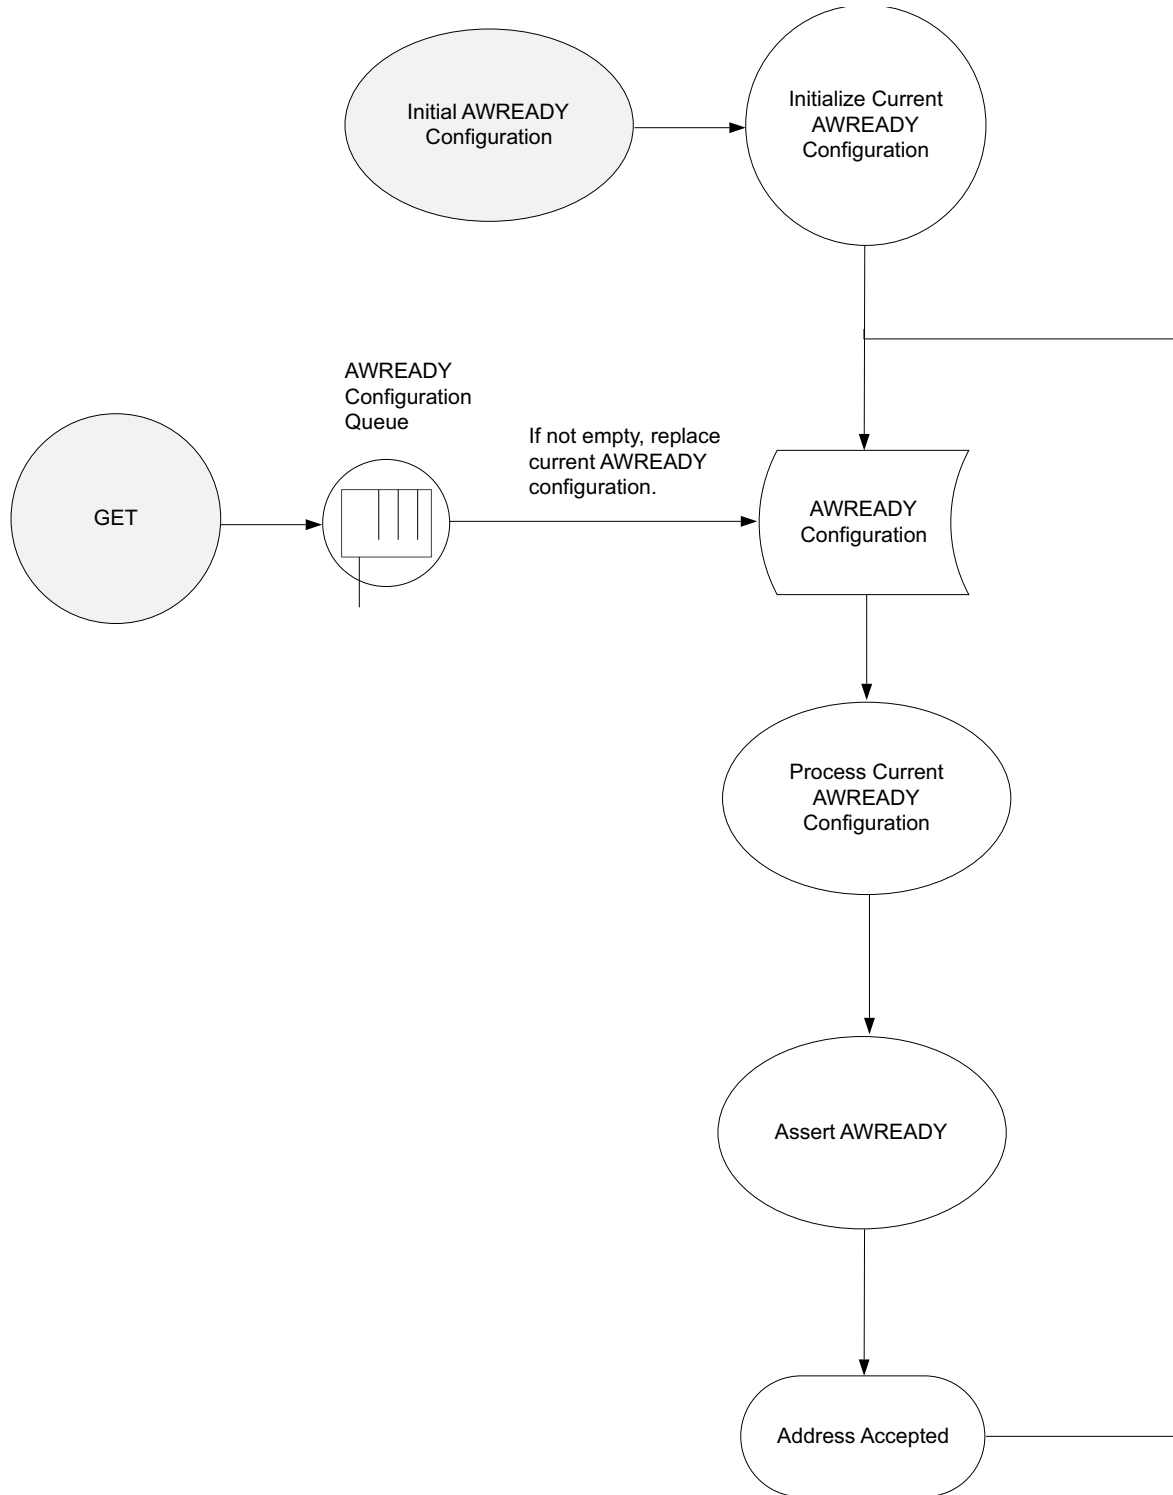 Initial AWREADY
Configuration
Initialize Current
AWREADY
Configuration
AWREADY
Configuration
Queue
If not empty, replace
current AWREADY
configuration.
GET
AWREADY
Configuration
Process Current
AWREADY
Configuration
Assert AWREADY
Address Accepted